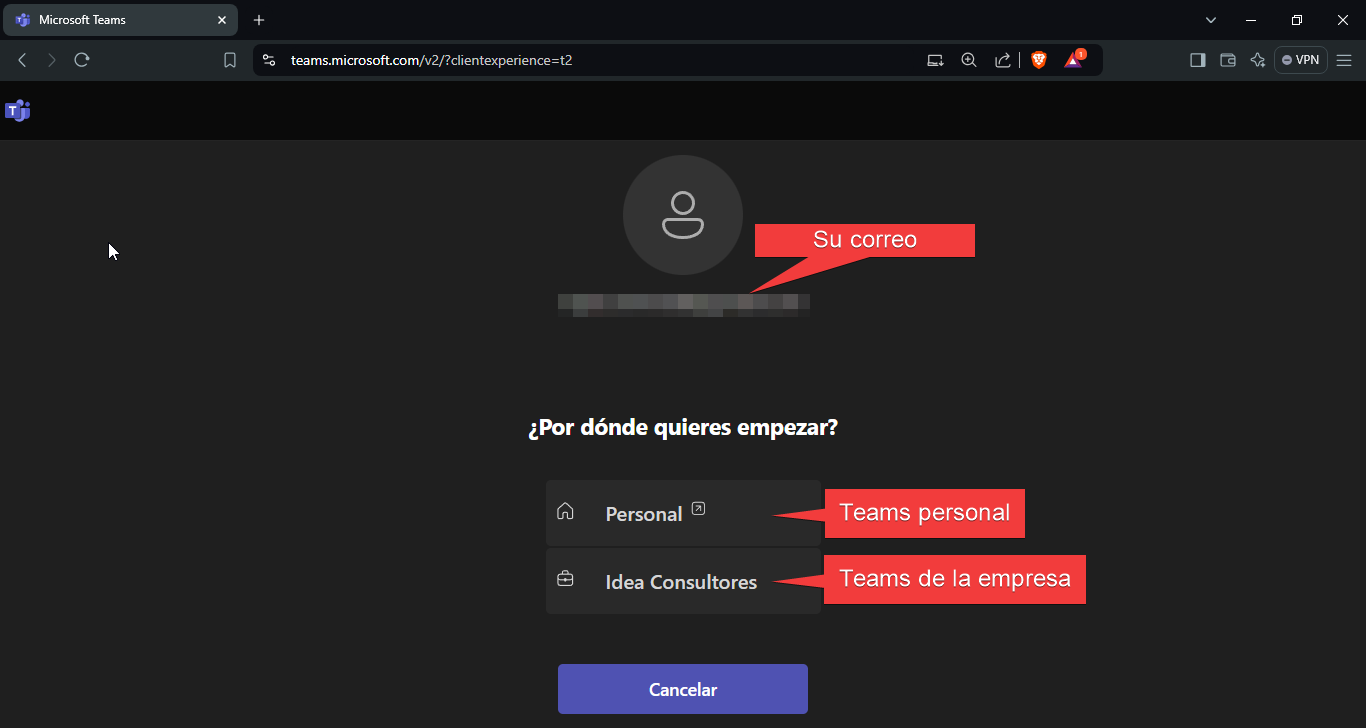 Microsoft Teams
teams.microsoft.com/v2/?clientexperience=t2
1
VPN
T
Su correo
¿Por dónde quieres empezar?
Personal
Teams personal
Idea Consultores
Teams de la empresa
Cancelar